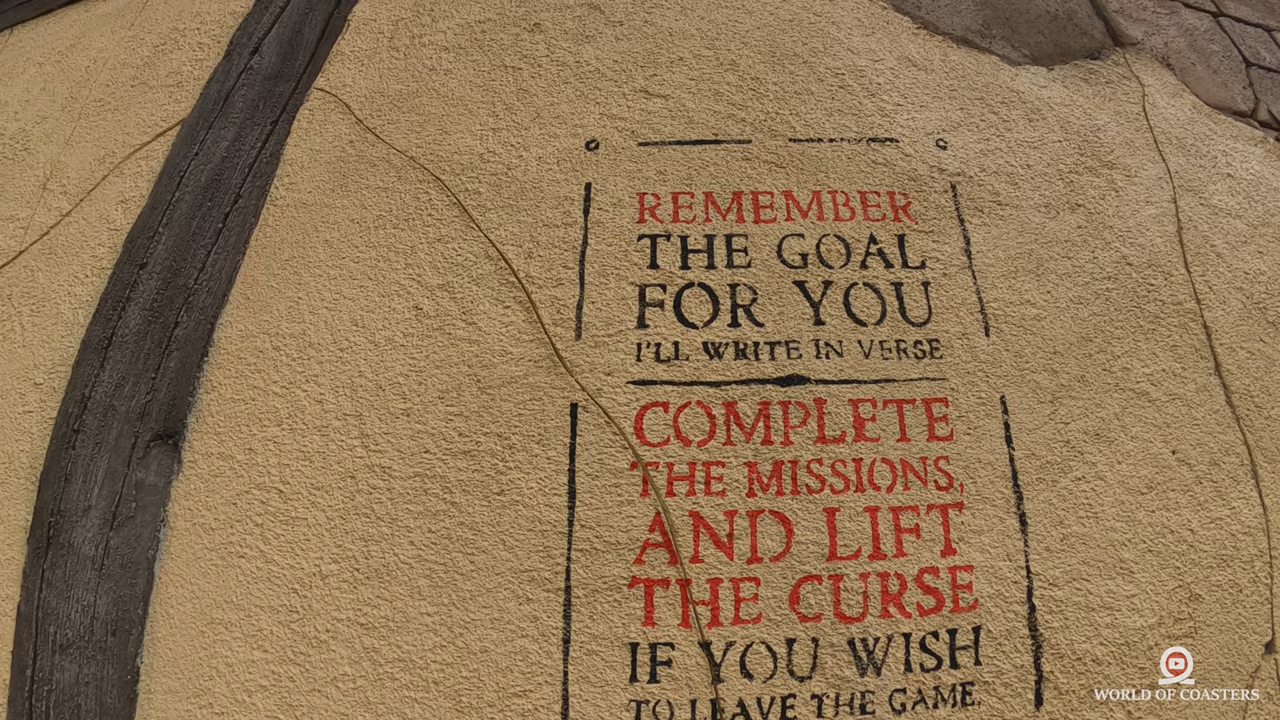 REMEMBER
THE GOAL
FOR YOU
I'LL WRITE IN VERSE
COMPLETE
THE MISSIONS,
AND LIFT
THE CURSE
IF YOU WISH
TO LEAVE THE GAME.
WORLD OF COASTERS